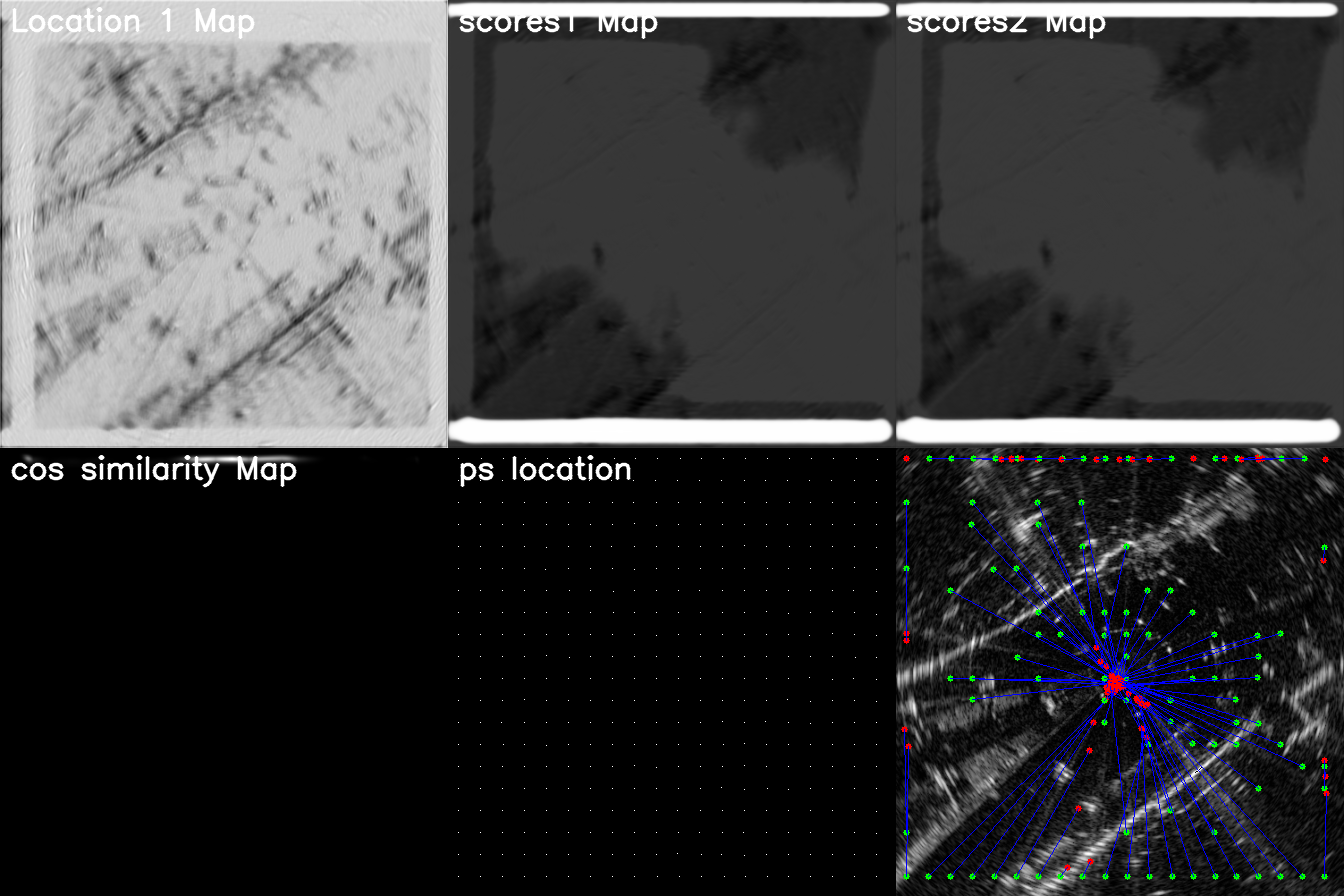 Location 1 Map
scores1 Map
scores2 Map
cos similarity Map
ps location